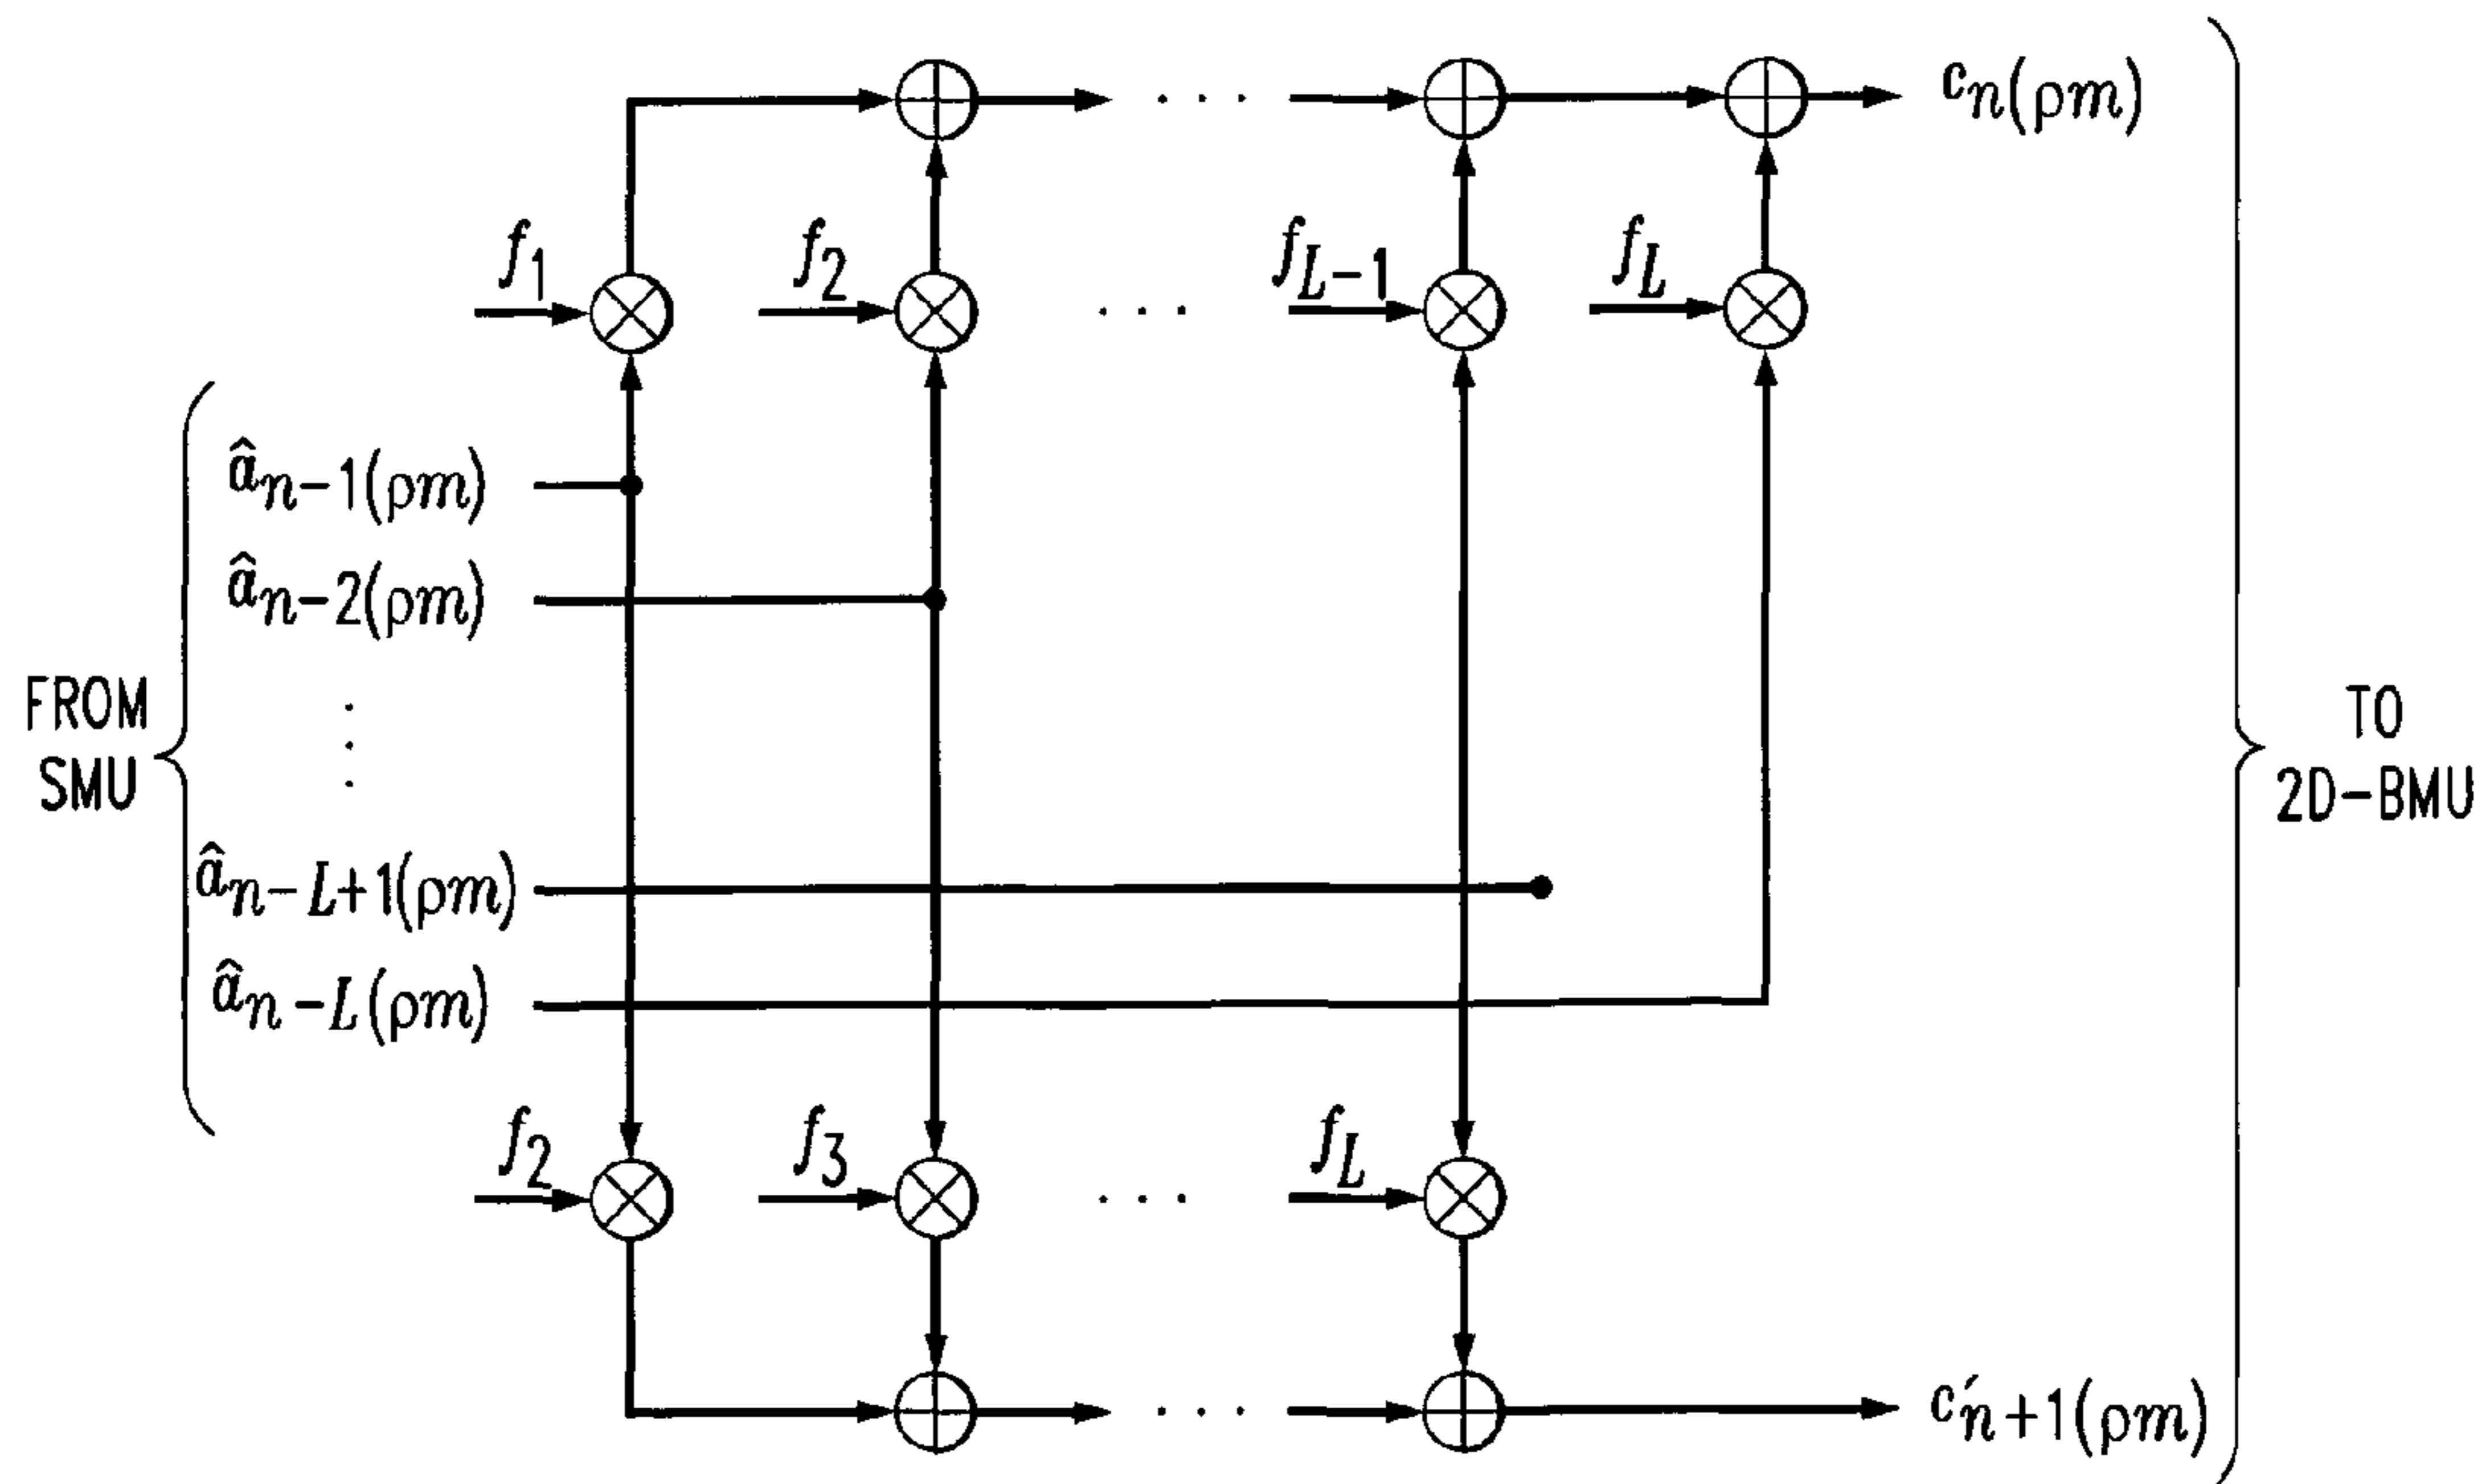 c_n(ρm)
f_1
f_2
. . .
f_{L-1}
f_L
â_{n-1}(ρm)
â_{n-2}(ρm)
FROM
SMU
TO
2D-BMU
â_{n-L+1}(ρm)
â_{n-L}(ρm)
f_2
f_3
. . .
f_L
c´_{n+1}(ρm)